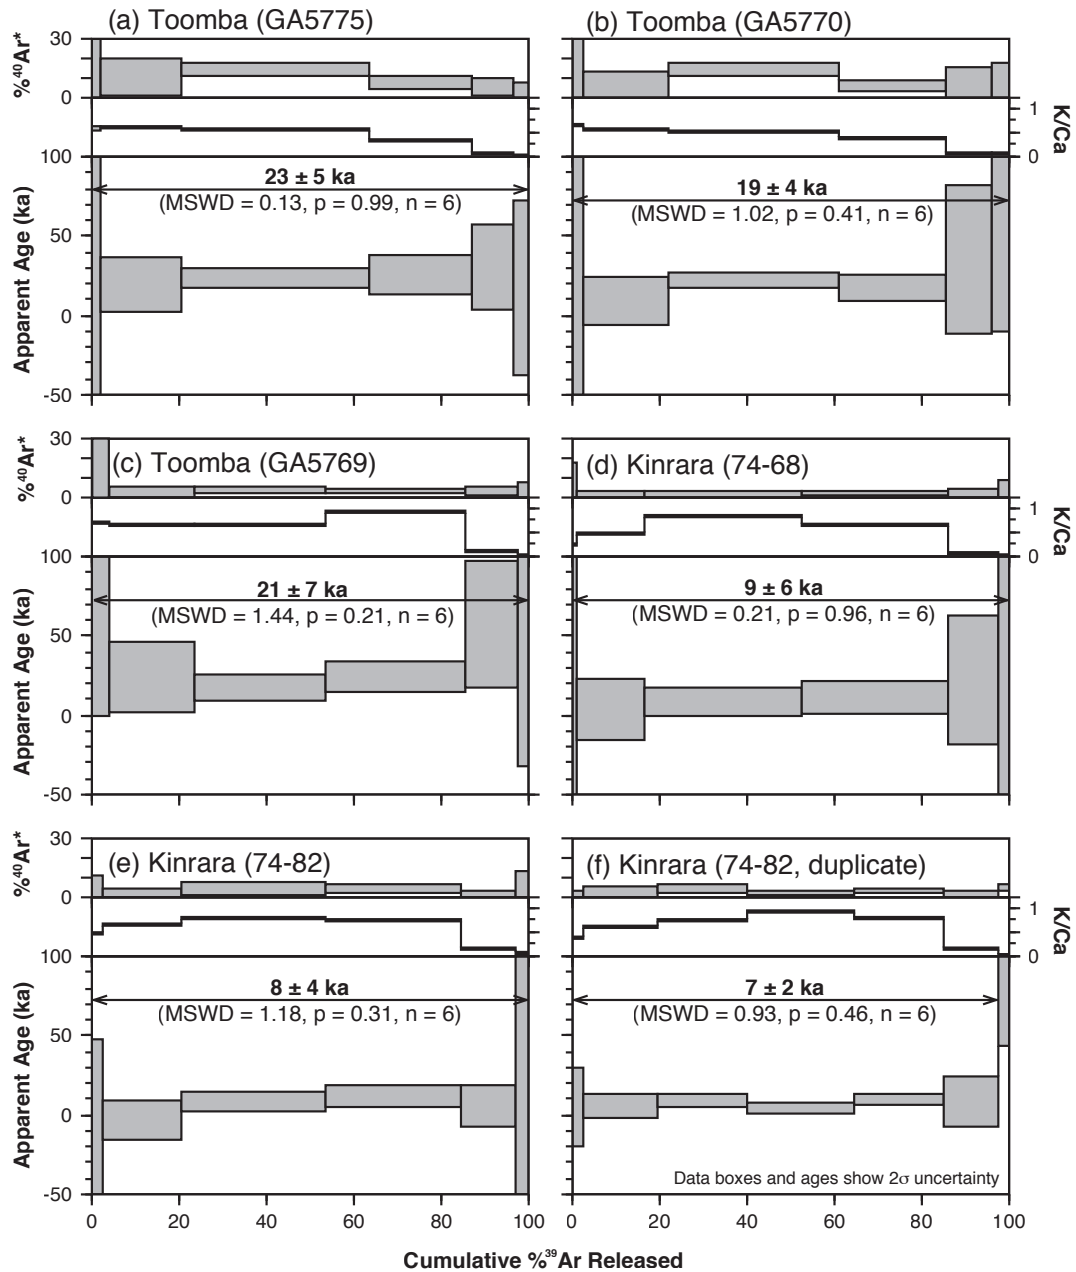 (a) Toomba (GA5775)
(b) Toomba (GA5770)
30
0
%⁴⁰Ar*
%⁴⁰Ar*
1
0
K/Ca
100
50
0
-50
Apparent Age (ka)
23 ± 5 ka
(MSWD = 0.13, p = 0.99, n = 6)
19 ± 4 ka
(MSWD = 1.02, p = 0.41, n = 6)
(c) Toomba (GA5769)
(d) Kinrara (74-68)
30
0
%⁴⁰Ar*
1
0
K/Ca
100
50
0
-50
Apparent Age (ka)
21 ± 7 ka
(MSWD = 1.44, p = 0.21, n = 6)
9 ± 6 ka
(MSWD = 0.21, p = 0.96, n = 6)
(e) Kinrara (74-82)
(f) Kinrara (74-82, duplicate)
30
0
%⁴⁰Ar*
1
0
K/Ca
100
50
0
-50
Apparent Age (ka)
8 ± 4 ka
(MSWD = 1.18, p = 0.31, n = 6)
7 ± 2 ka
(MSWD = 0.93, p = 0.46, n = 6)
Data boxes and ages show 2σ uncertainty
0 20 40 60 80 100
0 20 40 60 80 100
Cumulative %³⁹Ar Released